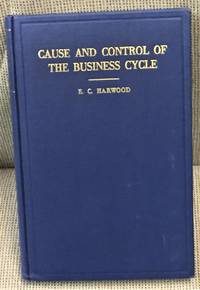 CAUSE AND CONTROL OF
THE BUSINESS CYCLE
E. C. HARWOOD